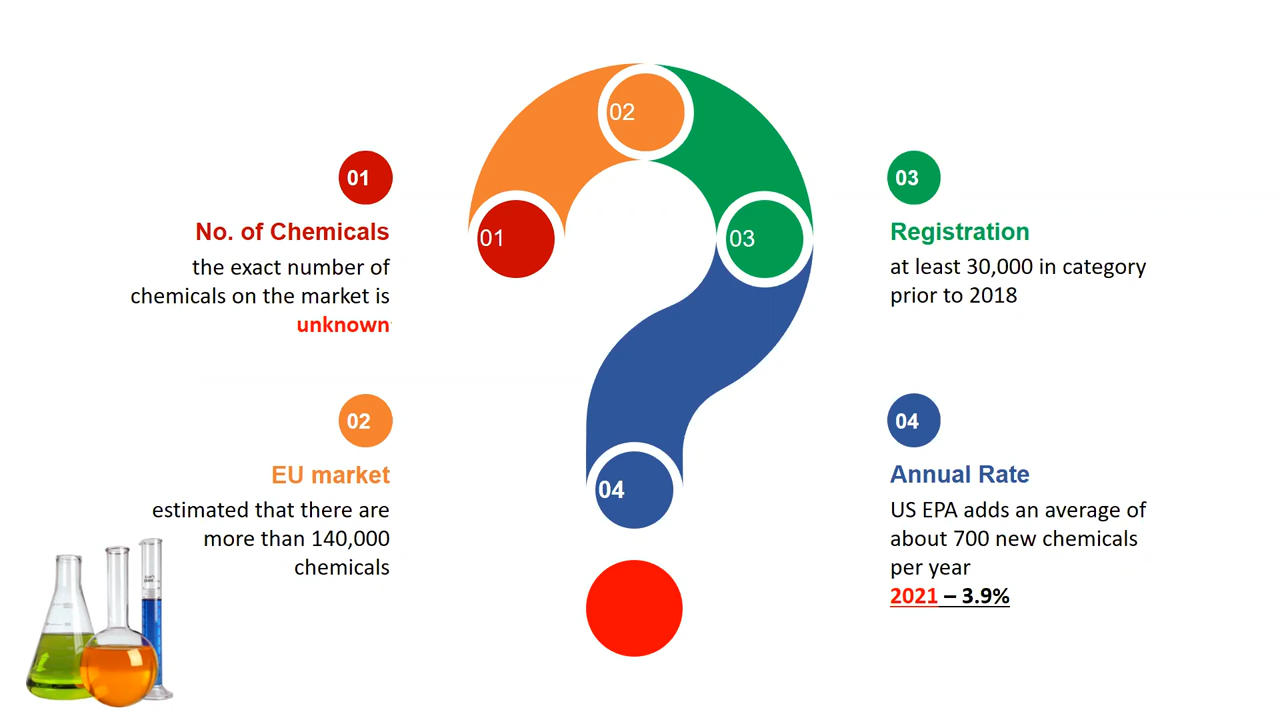 01
No. of Chemicals
the exact number of
chemicals on the market is
unknown
02
EU market
estimated that there are
more than 140,000
chemicals
02
01
03
04
03
Registration
at least 30,000 in category
prior to 2018
04
Annual Rate
US EPA adds an average of
about 700 new chemicals
per year
2021 – 3.9%